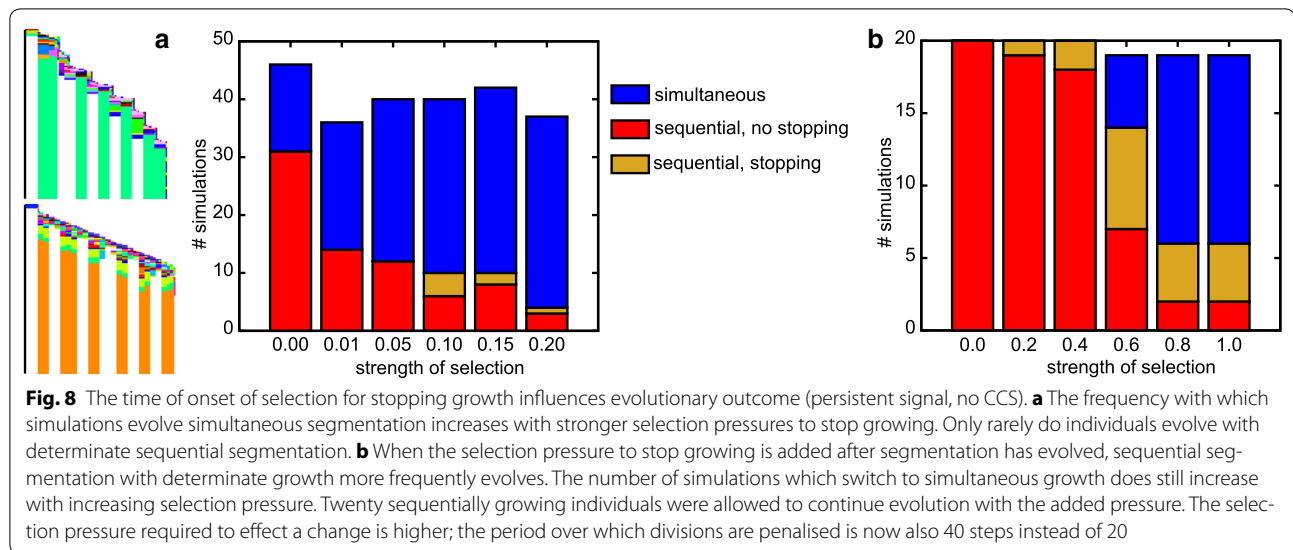 a
50
40
30
20
10
0
# simulations
0.00 0.01 0.05 0.10 0.15 0.20
strength of selection
simultaneous
sequential, no stopping
sequential, stopping
b
20
15
10
5
0
# simulations
0.0 0.2 0.4 0.6 0.8 1.0
strength of selection
Fig. 8 The time of onset of selection for stopping growth influences evolutionary outcome (persistent signal, no CCS). a The frequency with which
simulations evolve simultaneous segmentation increases with stronger selection pressures to stop growing. Only rarely do individuals evolve with
determinate sequential segmentation. b When the selection pressure to stop growing is added after segmentation has evolved, sequential seg-
mentation with determinate growth more frequently evolves. The number of simulations which switch to simultaneous growth does still increase
with increasing selection pressure. Twenty sequentially growing individuals were allowed to continue evolution with the added pressure. The selec-
tion pressure required to effect a change is higher; the period over which divisions are penalised is now also 40 steps instead of 20